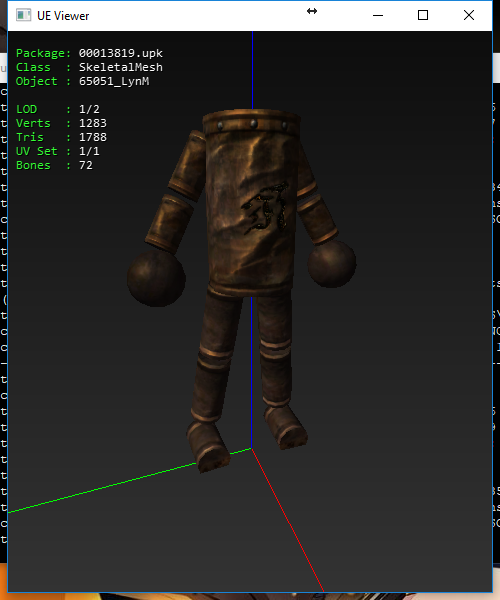 UE Viewer
Package: 00013819.upk
Class  : SkeletalMesh
Object : 65051_LynM
LOD    : 1/2
Verts  : 1283
Tris   : 1788
UV Set : 1/1
Bones  : 72